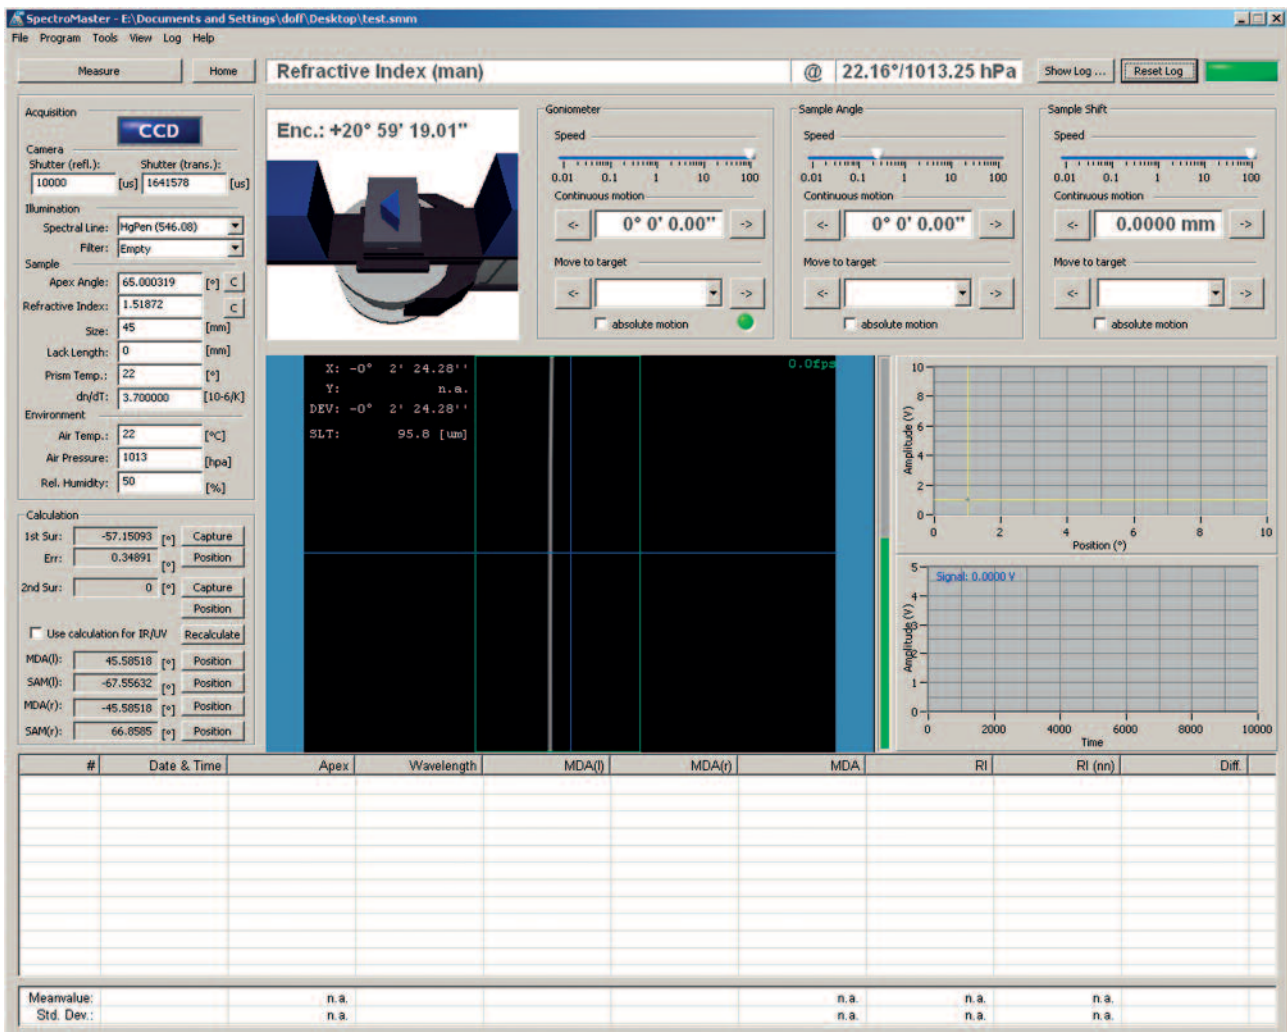 SpectroMaster - E:\Documents and Settings\doff\Desktop\test.smm
File Program Tools View Log Help
Measure Home Refractive Index (man) @ 22.16°/1013.25 hPa Show Log ... Reset Log
Acquisition
CCD
Camera
Shutter (refl.): Shutter (trans.):
10000 [us] 1641578 [us]
Illumination
Spectral Line: HgPen (546.08)
Filter: Empty
Sample
Apex Angle: 65.000319 [°] C
Refractive Index: 1.51872 C
Size: 45 [mm]
Lack Length: 0 [mm]
Prism Temp.: 22 [°]
dn/dT: 3.700000 [10-6/K]
Environment
Air Temp.: 22 [°C]
Air Pressure: 1013 [hpa]
Rel. Humidity: 50 [%]
Calculation
1st Sur: -57.15093 [°] Capture
Err: 0.34891 [°] Position
2nd Sur: 0 [°] Capture
Position
Use calculation for IR/UV Recalculate
MDA(l): 45.58518 [°] Position
SAM(l): -67.55632 [°] Position
MDA(r): -45.58518 [°] Position
SAM(r): 66.8585 [°] Position
Enc.: +20° 59' 19.01"
Goniometer
Speed
0.01 0.1 1 10 100
Continuous motion
<- 0° 0' 0.00" ->
Move to target
<- ->
absolute motion
Sample Angle
Speed
0.01 0.1 1 10 100
Continuous motion
<- 0° 0' 0.00" ->
Move to target
<- ->
absolute motion
Sample Shift
Speed
0.01 0.1 1 10 100
Continuous motion
<- 0.0000 mm ->
Move to target
<- ->
absolute motion
X: -0° 2' 24.28'' 0.0fps
Y: n.a.
DEV: -0° 2' 24.28''
SLT: 95.8 [um]
Amplitude (V)
10
8
6
4
2
0
0 2 4 6 8 10
Position (°)
Signal: 0.0000 V
Amplitude (V)
5
4
3
2
1
0
0 2000 4000 6000 8000 10000
Time
# Date & Time Apex Wavelength MDA(l) MDA(r) MDA RI RI (nn) Diff.
Meanvalue: n.a. n.a. n.a. n.a.
Std. Dev.: n.a. n.a. n.a. n.a.